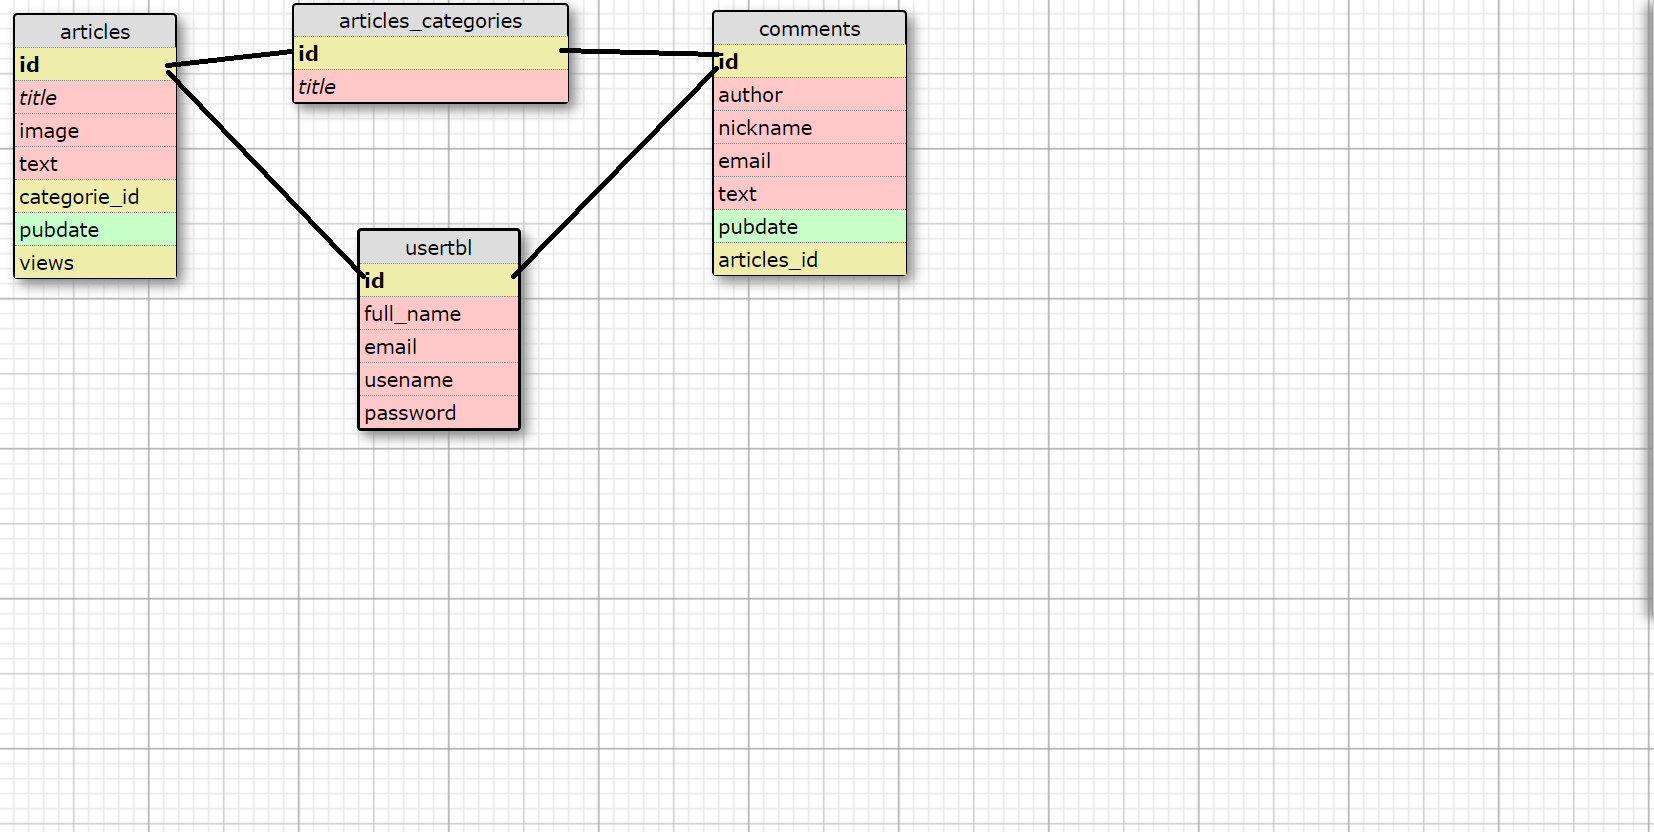 articles
id
title
image
text
categorie_id
pubdate
views
articles_categories
id
title
comments
id
author
nickname
email
text
pubdate
articles_id
usertbl
id
full_name
email
usename
password